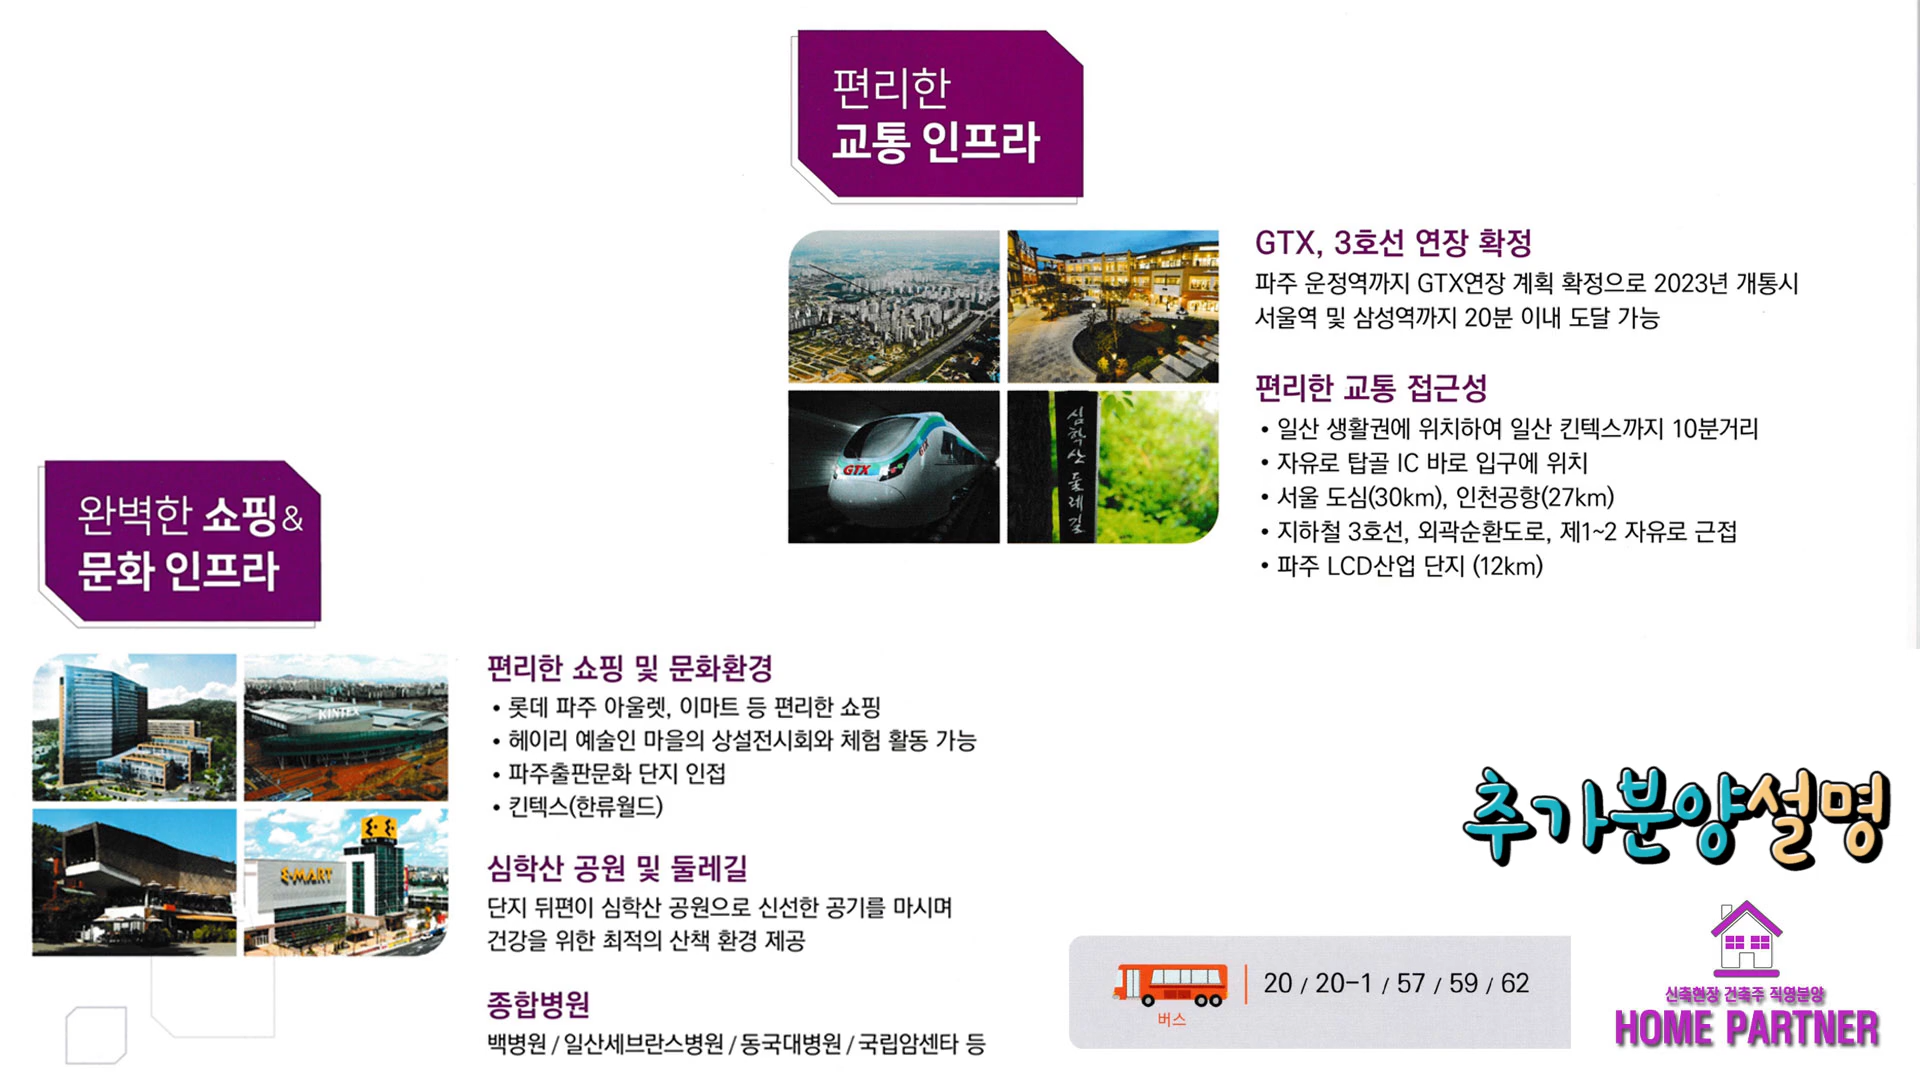 편리한
교통 인프라
GTX
GTX
심학산둘레길
GTX, 3호선 연장 확정
파주 운정역까지 GTX연장 계획 확정으로 2023년 개통시
서울역 및 삼성역까지 20분 이내 도달 가능
편리한 교통 접근성
• 일산 생활권에 위치하여 일산 킨텍스까지 10분거리
• 자유로 탑골 IC 바로 입구에 위치
• 서울 도심(30km), 인천공항(27km)
• 지하철 3호선, 외곽순환도로, 제1~2 자유로 근접
• 파주 LCD산업 단지 (12km)
완벽한 쇼핑&
문화 인프라
KINTEX
E·MART
편리한 쇼핑 및 문화환경
• 롯데 파주 아울렛, 이마트 등 편리한 쇼핑
• 헤이리 예술인 마을의 상설전시회와 체험 활동 가능
• 파주출판문화 단지 인접
• 킨텍스(한류월드)
심학산 공원 및 둘레길
단지 뒤편이 심학산 공원으로 신선한 공기를 마시며
건강을 위한 최적의 산책 환경 제공
종합병원
백병원 / 일산세브란스병원 / 동국대병원 / 국립암센타 등
추가분양설명
버스
20 / 20-1 / 57 / 59 / 62
신축현장 건축주 직영분양
HOME PARTNER